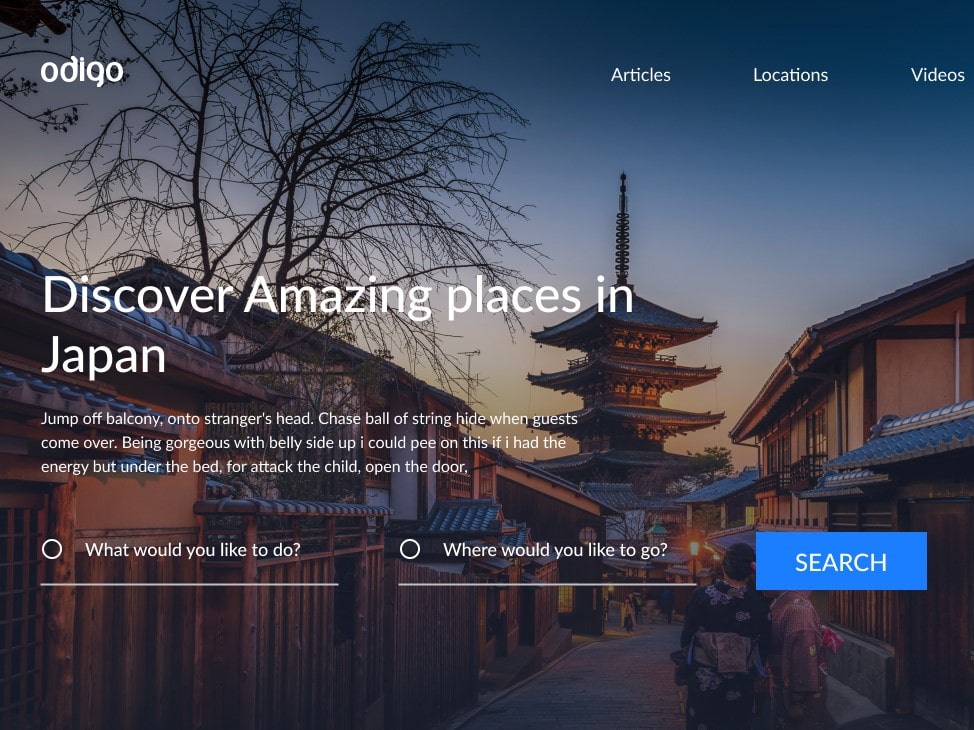 odigo
Articles Locations Videos
Discover Amazing places in
Japan
Jump off balcony, onto stranger's head. Chase ball of string hide when guests
come over. Being gorgeous with belly side up i could pee on this if i had the
energy but under the bed, for attack the child, open the door,
What would you like to do? Where would you like to go? SEARCH